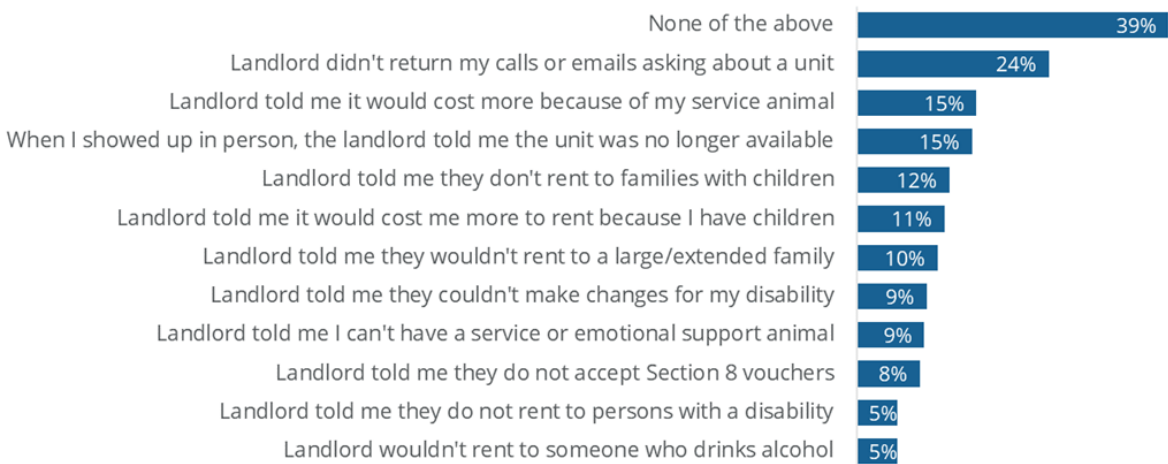 None of the above 39%
Landlord didn't return my calls or emails asking about a unit 24%
Landlord told me it would cost more because of my service animal 15%
When I showed up in person, the landlord told me the unit was no longer available 15%
Landlord told me they don't rent to families with children 12%
Landlord told me it would cost me more to rent because I have children 11%
Landlord told me they wouldn't rent to a large/extended family 10%
Landlord told me they couldn't make changes for my disability 9%
Landlord told me I can't have a service or emotional support animal 9%
Landlord told me they do not accept Section 8 vouchers 8%
Landlord told me they do not rent to persons with a disability 5%
Landlord wouldn't rent to someone who drinks alcohol 5%